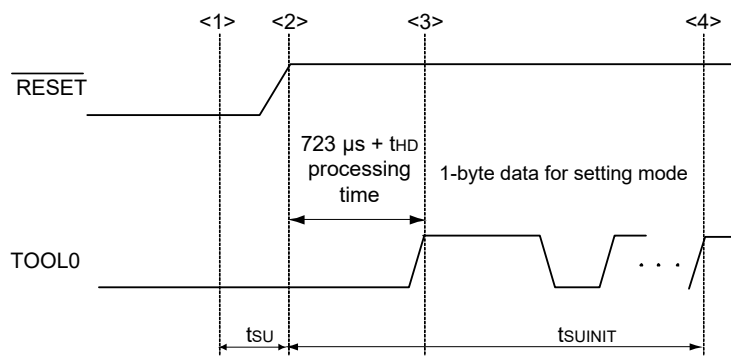 <1> <2> <3> <4>
RESET
723 µs + tHD
processing
time
1-byte data for setting mode
TOOL0
. . .
tSU
tSUINIT